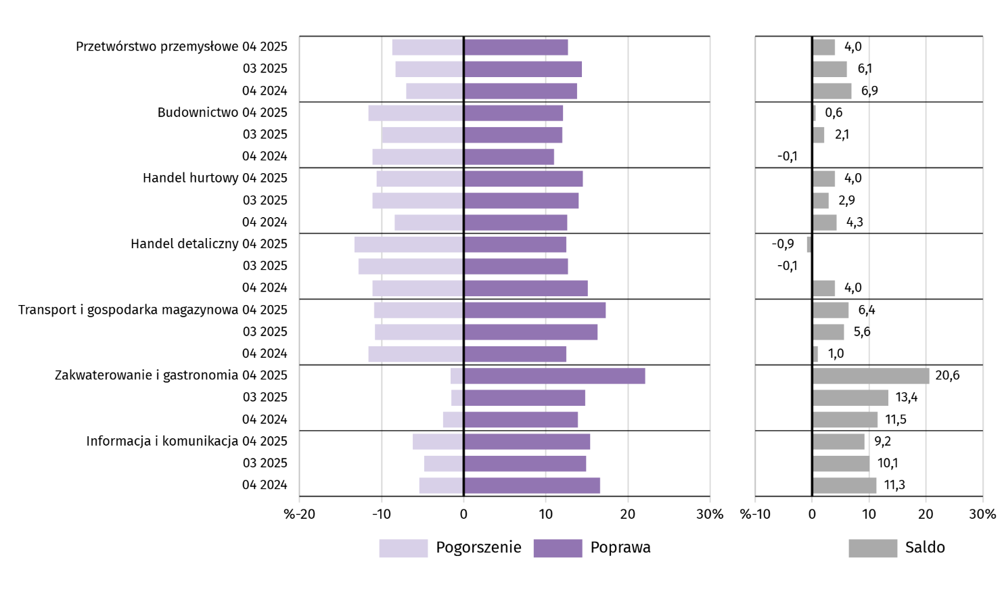 Przetwórstwo przemysłowe 04 2025 4,0
03 2025 6,1
04 2024 6,9
Budownictwo 04 2025 0,6
03 2025 2,1
04 2024 -0,1
Handel hurtowy 04 2025 4,0
03 2025 2,9
04 2024 4,3
Handel detaliczny 04 2025 -0,9
03 2025 -0,1
04 2024 4,0
Transport i gospodarka magazynowa 04 2025 6,4
03 2025 5,6
04 2024 1,0
Zakwaterowanie i gastronomia 04 2025 20,6
03 2025 13,4
04 2024 11,5
Informacja i komunikacja 04 2025 9,2
03 2025 10,1
04 2024 11,3
%-20 -10 0 10 20 30% %-10 0 10 20 30%
Pogorszenie Poprawa Saldo